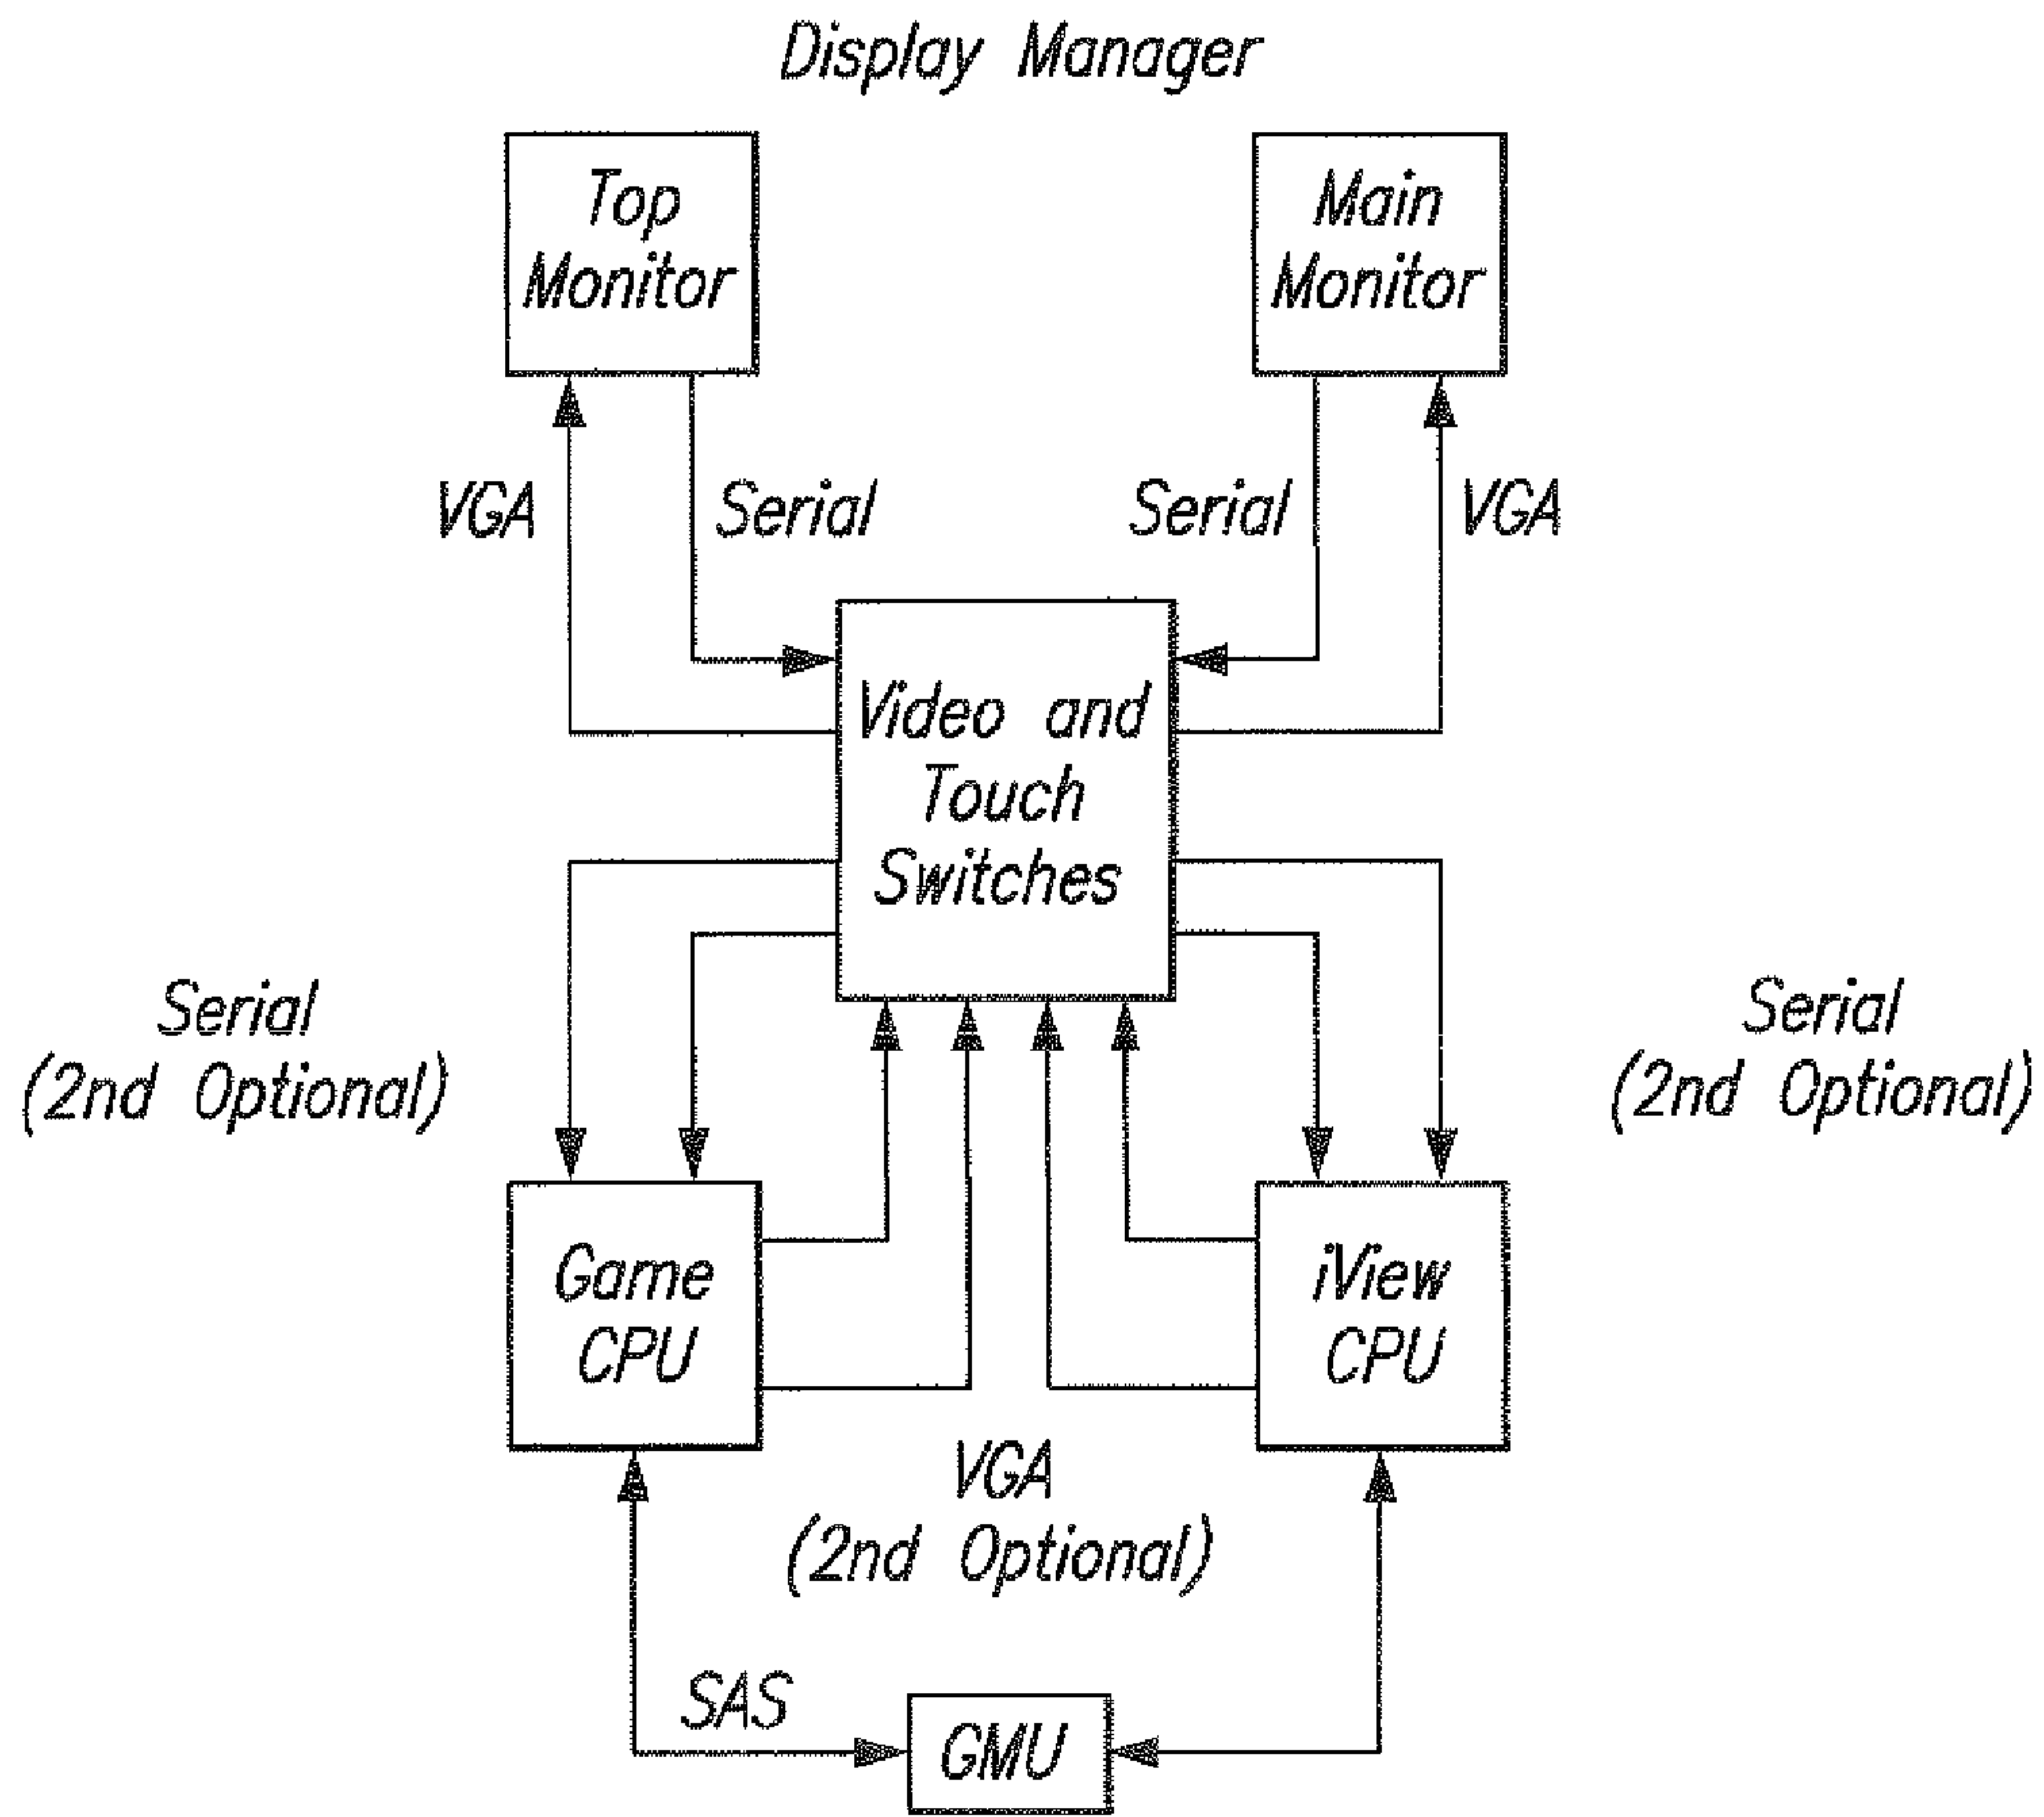 Display Manager
Top
Monitor
Main
Monitor
VGA
Serial
Serial
VGA
Video and
Touch
Switches
Serial
(2nd Optional)
Serial
(2nd Optional)
Game
CPU
iView
CPU
VGA
(2nd Optional)
SAS
GMU